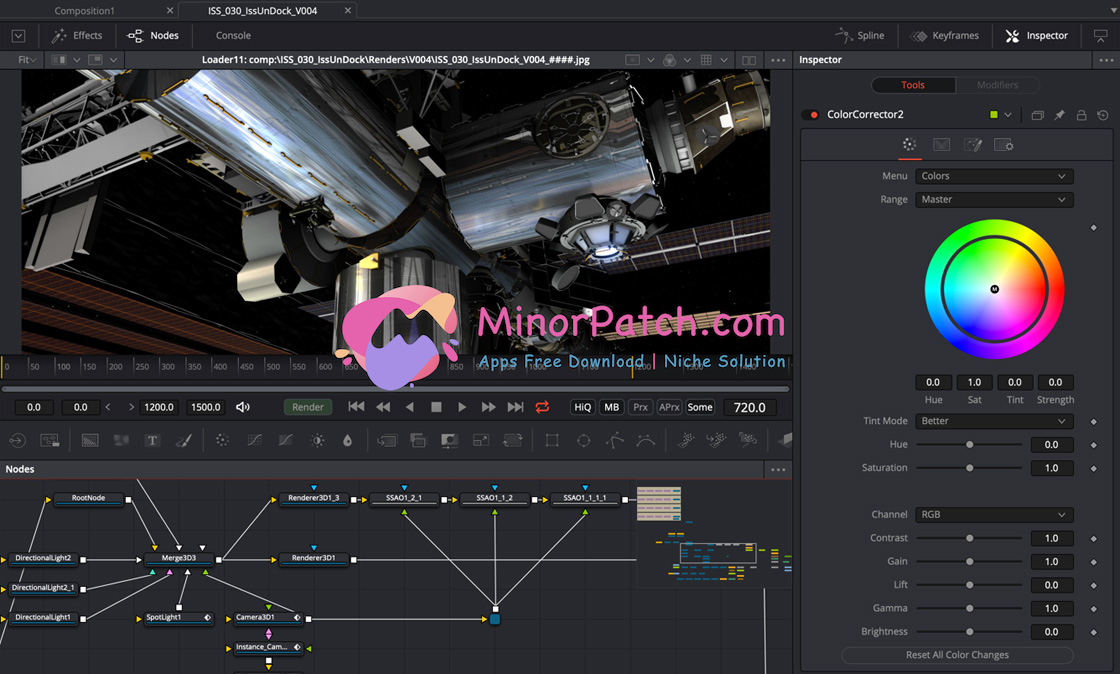 Composition1
ISS_030_IssUnDock_V004
Effects
Nodes
Console
Spline
Keyframes
Inspector
Fit
Loader11: comp:\ISS_030_IssUnDock\Renders\V004\ISS_030_IssUnDock_V004_####.jpg
Inspector
Tools
Modifiers
ColorCorrector2
Menu
Colors
Range
Master
M
MinorPatch.com
Apps Free Download | Niche Solution
0 50 100 150 200 250 300 350 400 450 500 550 600 650 850 1200
0.0
0.0
1200.0
1500.0
Render
HiQ
MB
Prx
APrx
Some
720.0
0.0 1.0 0.0 0.0
Hue Sat Tint Strength
Tint Mode
Better
Hue
0.0
Saturation
1.0
Channel
RGB
Contrast
1.0
Gain
1.0
Lift
0.0
Gamma
1.0
Brightness
0.0
Reset All Color Changes
T
Nodes
RootNode
Renderer3D1_3
SSAO1_2_1
SSAO1_1_2
SSAO1_1_1_1
DirectionalLight2
Merge3D3
Renderer3D1
DirectionalLight2_1
DirectionalLight1
SpotLight1
Camera3D1
Instance_Cam...